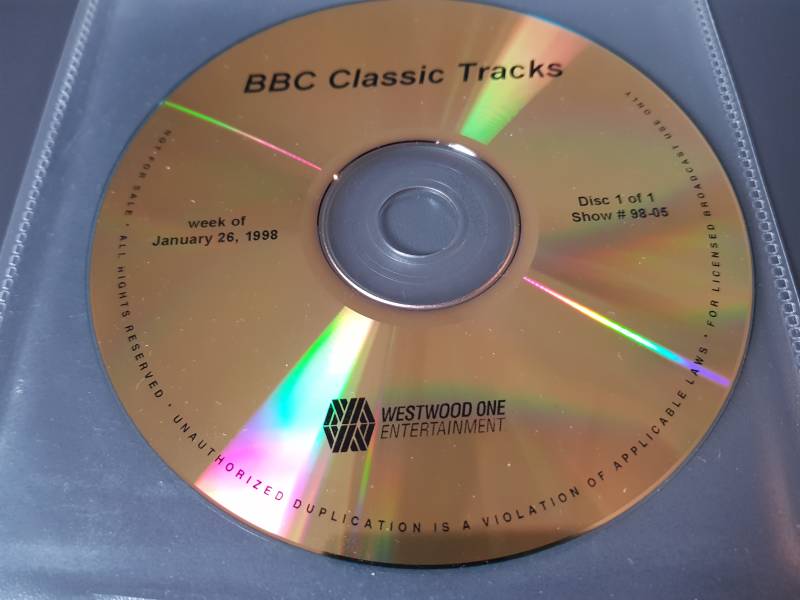 BBC Classic Tracks
week of
January 26, 1998
Disc 1 of 1
Show # 98-05
WESTWOOD ONE
ENTERTAINMENT
NOT FOR SALE • ALL RIGHTS RESERVED • UNAUTHORIZED DUPLICATION IS A VIOLATION OF APPLICABLE LAWS • FOR LICENSED BROADCAST USE ONLY